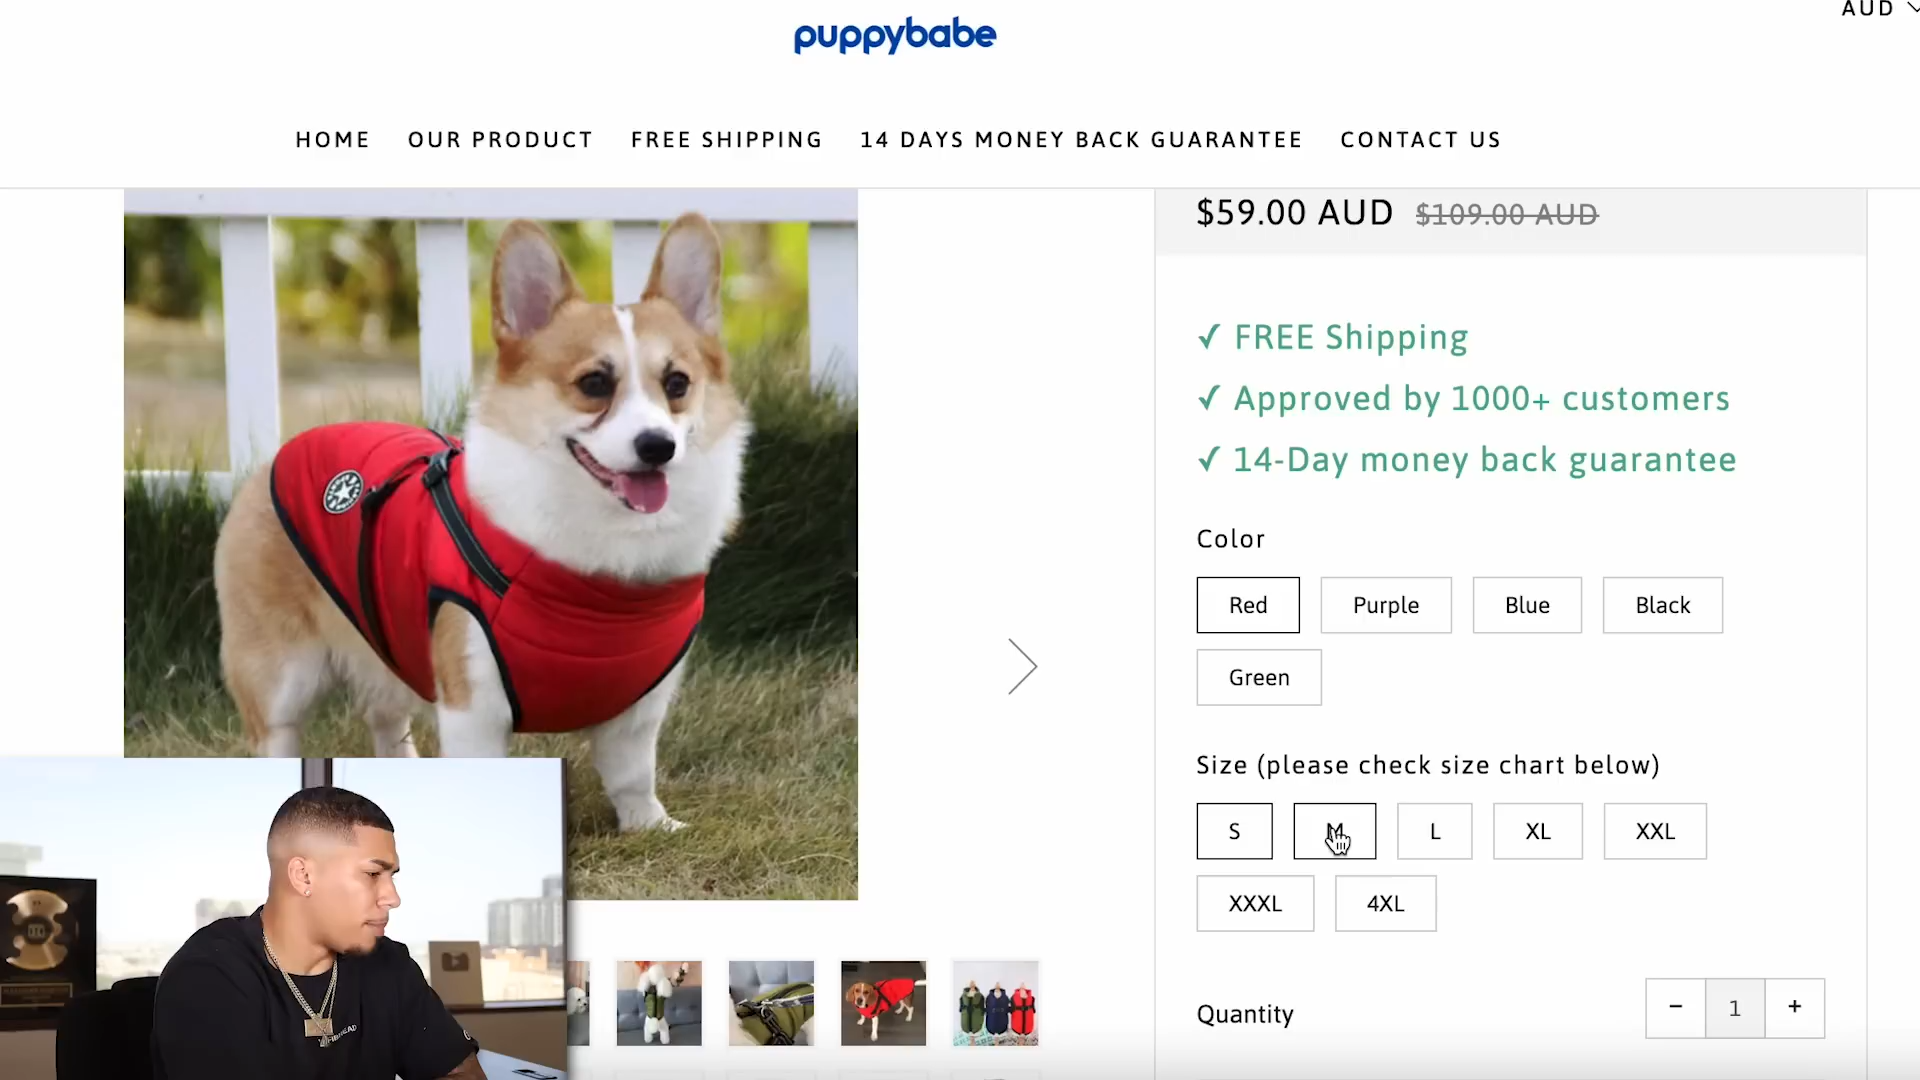 AUD
puppybabe
HOME OUR PRODUCT FREE SHIPPING 14 DAYS MONEY BACK GUARANTEE CONTACT US
$59.00 AUD $109.00 AUD
✓ FREE Shipping
✓ Approved by 1000+ customers
✓ 14-Day money back guarantee
Color
Red Purple Blue Black
Green
Size (please check size chart below)
S M L XL XXL
XXXL 4XL
Quantity
− 1 +